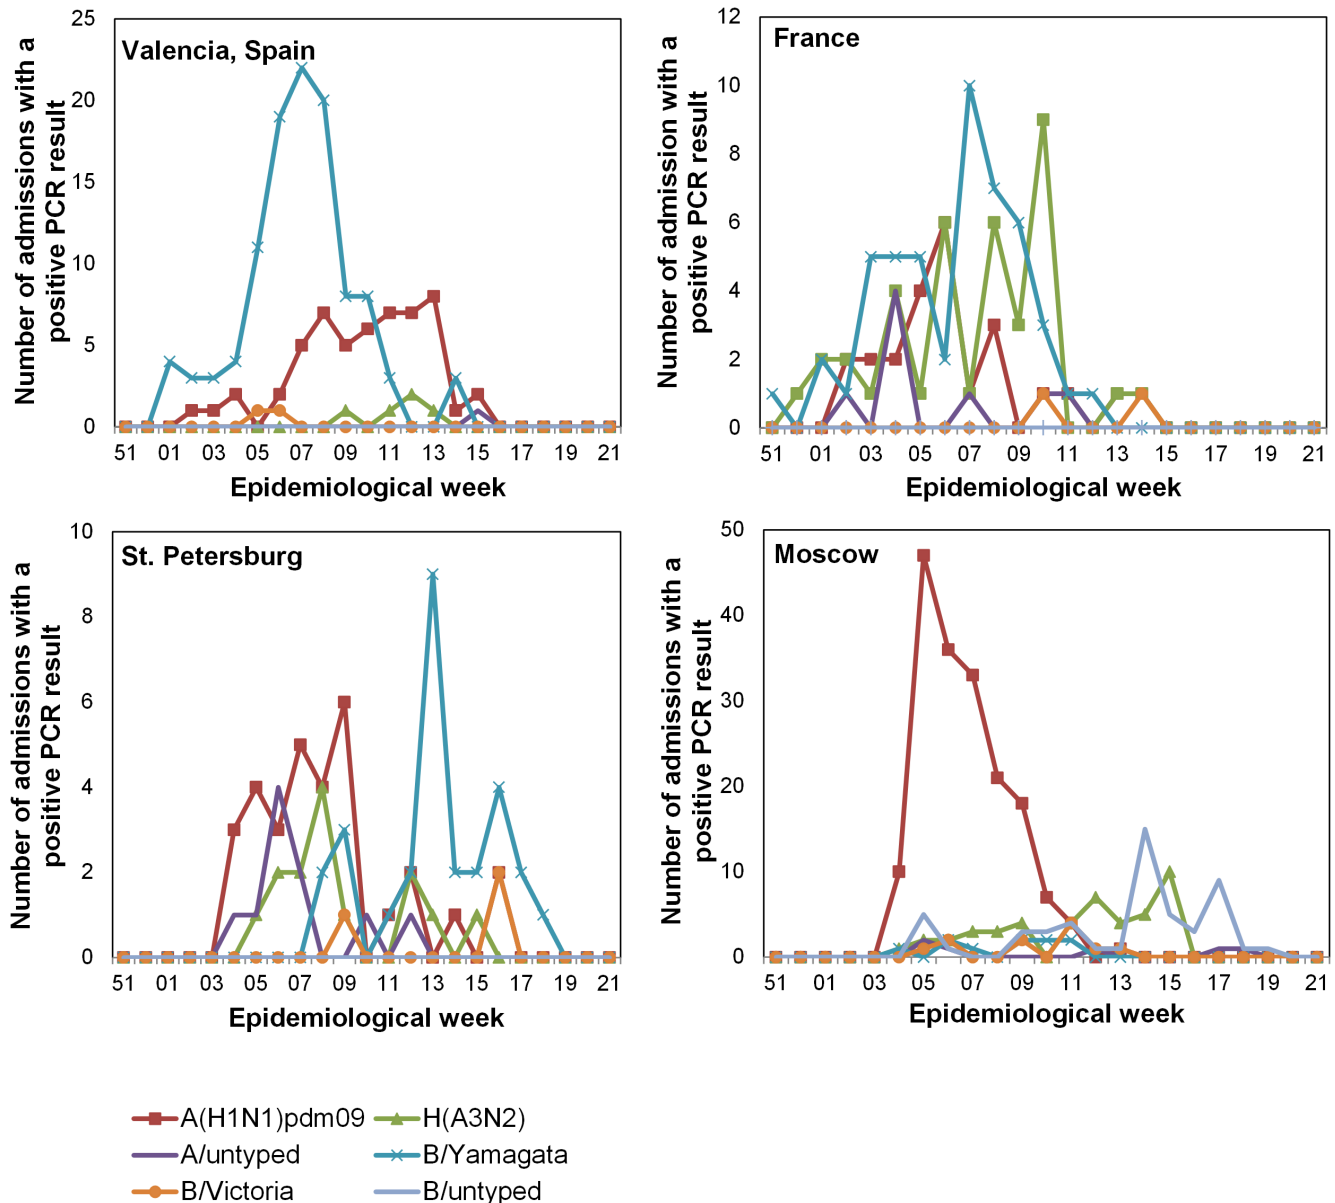 Valencia, Spain
Number of admissions with a
positive PCR result
25
20
15
10
5
0
51 01 03 05 07 09 11 13 15 17 19 21
Epidemiological week
France
Number of admission with a
positive PCR result
12
10
8
6
4
2
0
51 01 03 05 07 09 11 13 15 17 19 21
Epidemiological week
St. Petersburg
Number of admissions with a
positive PCR result
10
8
6
4
2
0
51 01 03 05 07 09 11 13 15 17 19 21
Epidemiological week
Moscow
Number of admissions with a
positive PCR result
50
40
30
20
10
0
51 01 03 05 07 09 11 13 15 17 19 21
Epidemiological week
A(H1N1)pdm09 H(A3N2)
A/untyped B/Yamagata
B/Victoria B/untyped